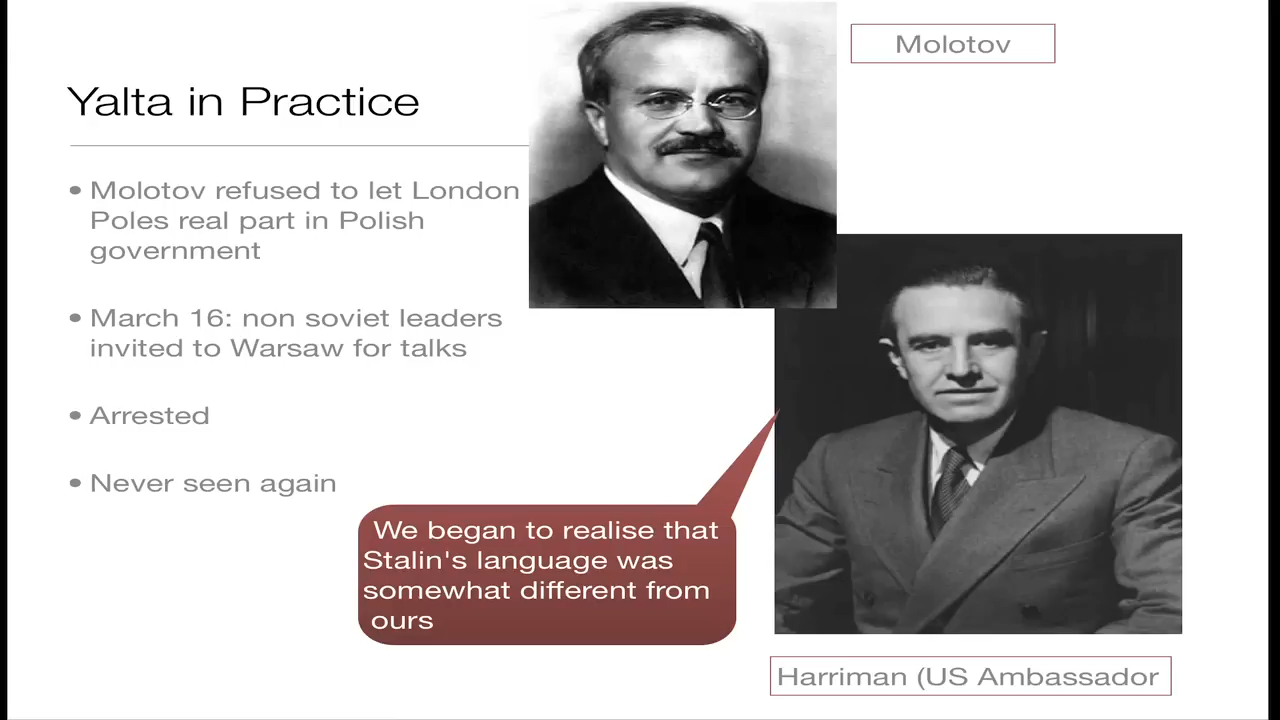 Molotov
Yalta in Practice
• Molotov refused to let London
Poles real part in Polish
government
• March 16: non soviet leaders
invited to Warsaw for talks
• Arrested
• Never seen again
We began to realise that
Stalin's language was
somewhat different from
ours
Harriman (US Ambassador